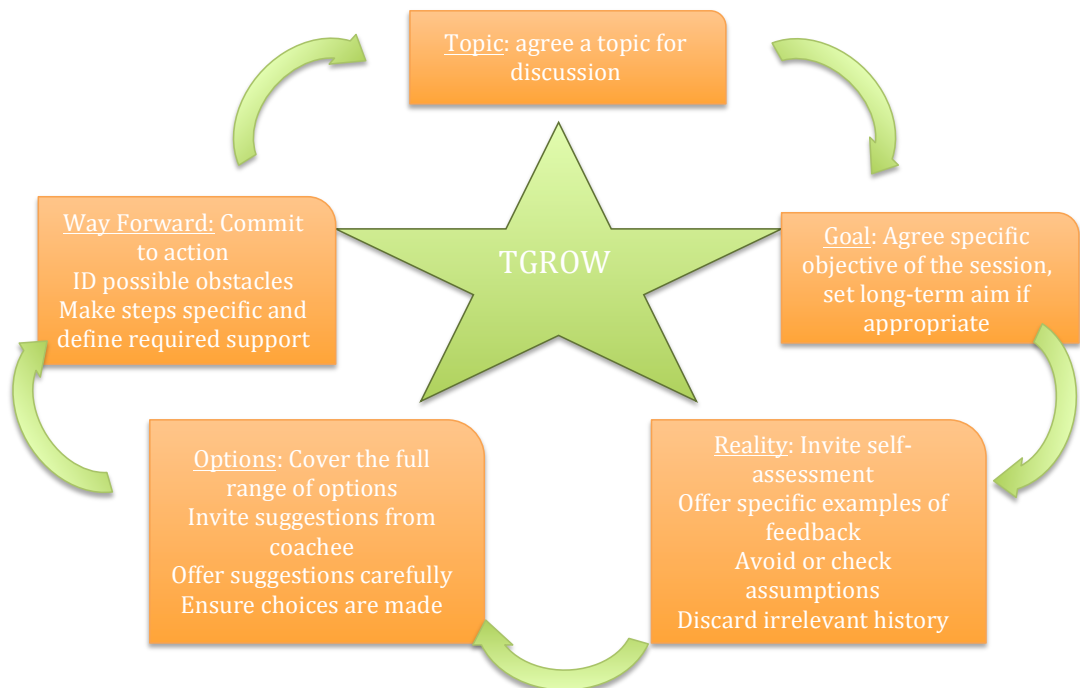 Topic: agree a topic for
discussion
TGROW
Goal: Agree specific
objective of the session,
set long-term aim if
appropriate
Reality: Invite self-
assessment
Offer specific examples of
feedback
Avoid or check
assumptions
Discard irrelevant history
Options: Cover the full
range of options
Invite suggestions from
coachee
Offer suggestions carefully
Ensure choices are made
Way Forward: Commit
to action
ID possible obstacles
Make steps specific and
define required support